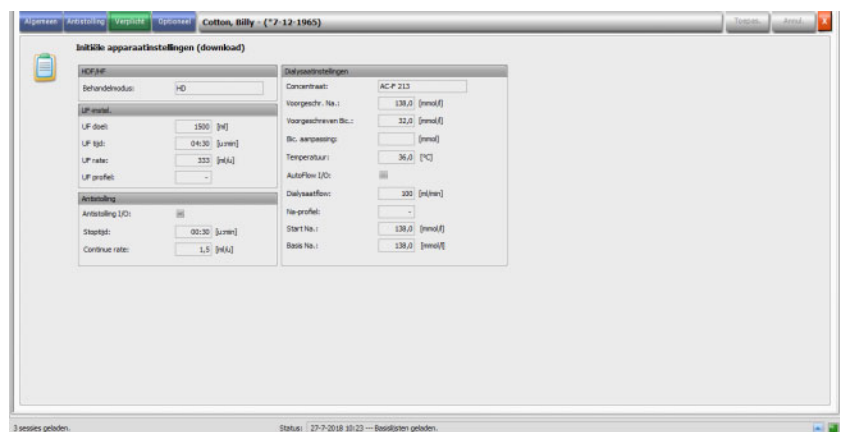 Algemeen Antistolling Verplicht Optioneel Cotton, Billy - (*7-12-1965) Toepas. Annul. X
Initiële apparaatinstellingen (download)
HDF/HF
Behandelmodus: HD
UF-instel.
UF doel: 1500 [ml]
UF tijd: 04:30 [u:min]
UF rate: 333 [ml/u]
UF profiel: -
Antistolling
Antistolling I/O:
Stoptijd: 00:30 [u:min]
Continue rate: 1,5 [ml/u]
Dialysaatinstellingen
Concentraat: AC-F 213
Voorgeschr. Na.: 138,0 [mmol/l]
Voorgeschreven Bic.: 32,0 [mmol/l]
Bic. aanpassing: [mmol]
Temperatuur: 36,0 [°C]
AutoFlow I/O:
Dialysaatflow: 100 [ml/min]
Na-profiel: -
Start Na.: 138,0 [mmol/l]
Basis Na.: 138,0 [mmol/l]
3 sessies geladen. Status: 27-7-2018 10:23 --- Basislijsten geladen.